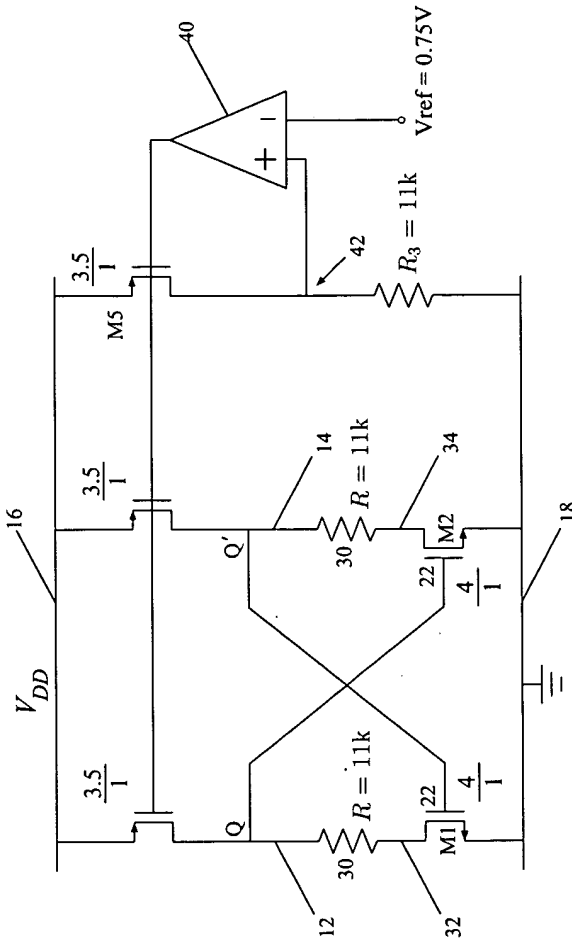 16
V_DD
3.5/1
3.5/1
3.5/1
M5
40
+
−
Vref = 0.75V
42
R₃ = 11k
Q
Q′
12
14
30
R = 11k
30
R = 11k
32
34
M1
22
4/1
M2
22
4/1
18